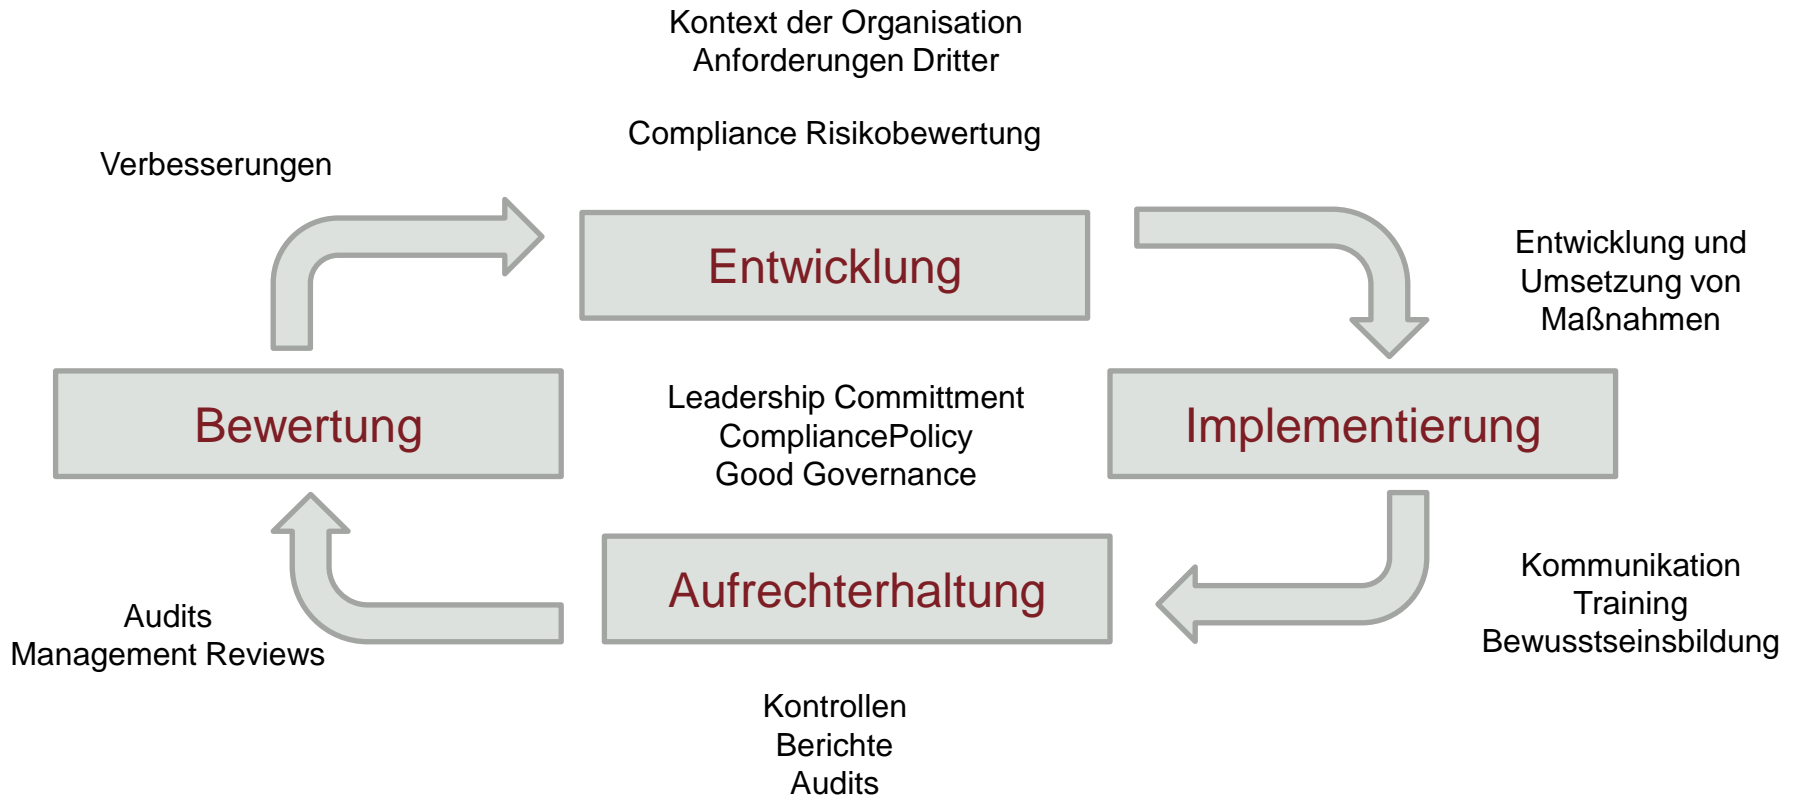 Kontext der Organisation
Anforderungen Dritter
Compliance Risikobewertung
Verbesserungen
Entwicklung
Entwicklung und
Umsetzung von
Maßnahmen
Bewertung
Leadership Committment
CompliancePolicy
Good Governance
Implementierung
Aufrechterhaltung
Kommunikation
Training
Bewusstseinsbildung
Audits
Management Reviews
Kontrollen
Berichte
Audits